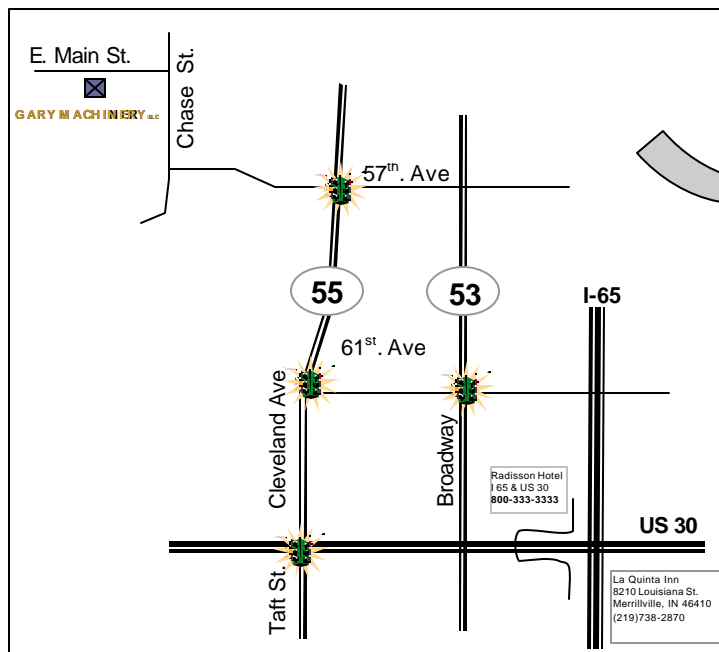 E. Main St.
GARY MACHINERY LLC
Chase St.
57th. Ave
55
53
I-65
61st. Ave
Cleveland Ave
Broadway
Radisson Hotel
I 65 & US 30
800-333-3333
US 30
Taft St.
La Quinta Inn
8210 Louisiana St.
Merrillville, IN 46410
(219)738-2870